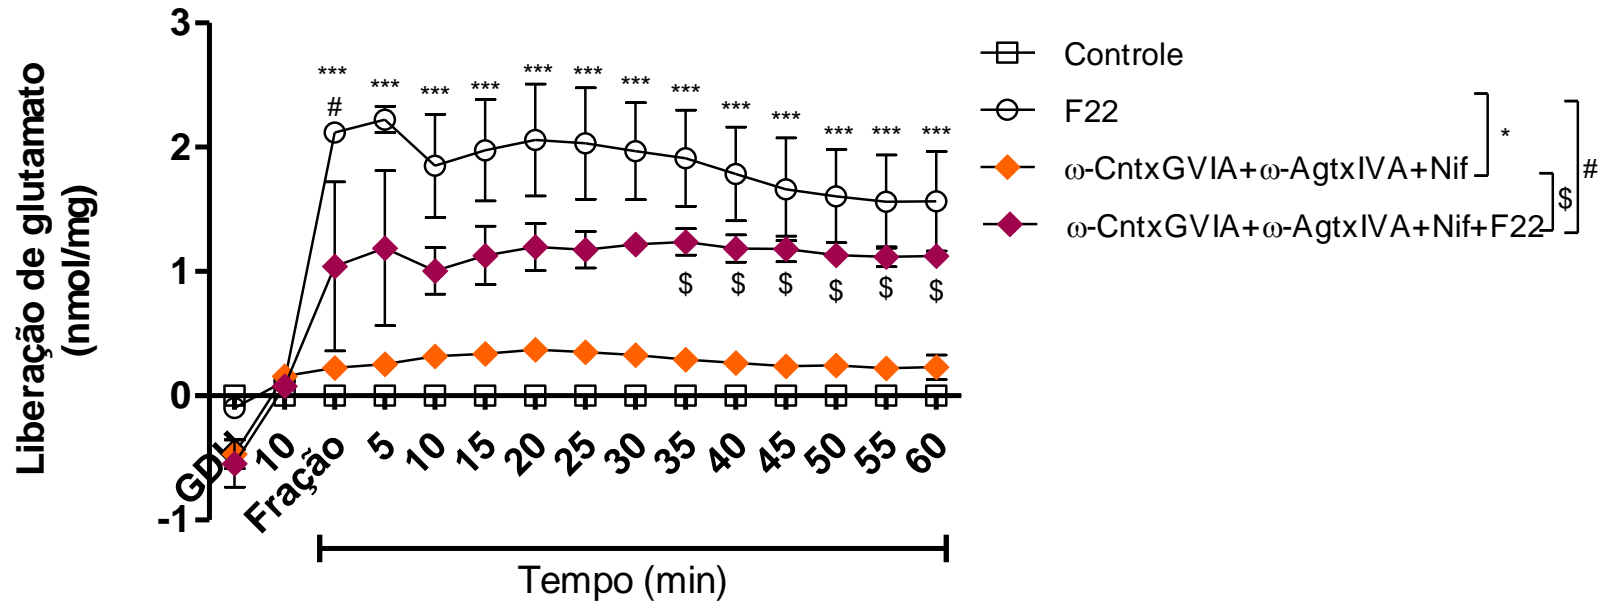 Liberação de glutamato
(nmol/mg)
3
2
1
0
-1
*** *** *** *** *** *** *** *** *** *** *** *** ***
#
$ $ $ $ $ $
GDH 10 Fração 5 10 15 20 25 30 35 40 45 50 55 60
Tempo (min)
Controle
F22
ω-CntxGVIA+ω-AgtxIVA+Nif
ω-CntxGVIA+ω-AgtxIVA+Nif+F22
*
$
#